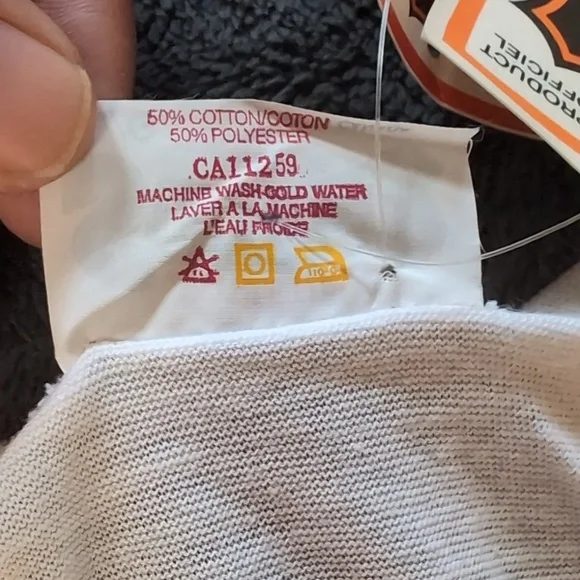 50% COTTON/COTON
50% POLYESTER
CA11259
MACHINE WASH COLD WATER
LAVER A LA MACHINE
L'EAU FROIDE
110°C
PRODUCT
OFFICIEL